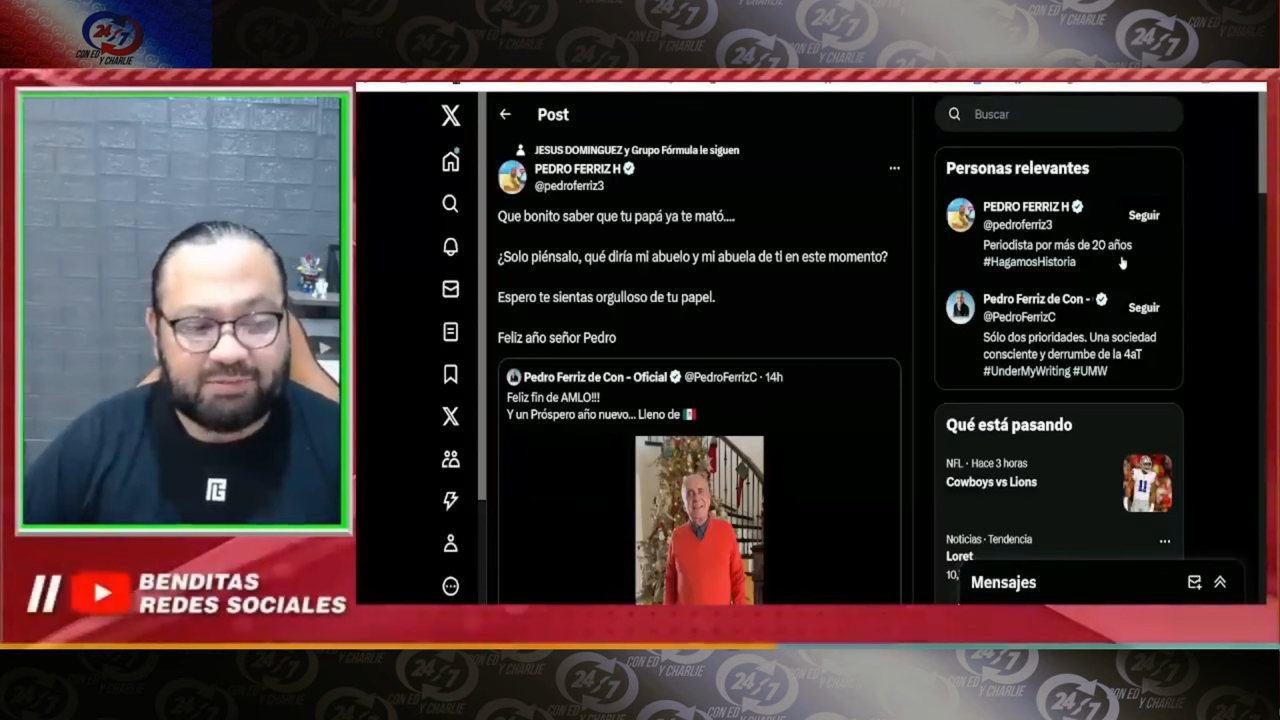 24/7
CON ED
Y CHARLIE
BENDITAS
REDES SOCIALES
Post
JESUS DOMINGUEZ y Grupo Fórmula le siguen
PEDRO FERRIZ H
@pedroferriz3
Que bonito saber que tu papá ya te mató....
¿Solo piénsalo, qué diría mi abuelo y mi abuela de ti en este momento?
Espero te sientas orgulloso de tu papel.
Feliz año señor Pedro
Pedro Ferriz de Con - Oficial @PedroFerrizC · 14h
Feliz fin de AMLO!!!
Y un Próspero año nuevo... Lleno de 🇲🇽
Buscar
Personas relevantes
PEDRO FERRIZ H
@pedroferriz3
Seguir
Periodista por más de 20 años
#HagamosHistoria
Pedro Ferriz de Con -
@PedroFerrizC
Seguir
Sólo dos prioridades. Una sociedad
consciente y derrumbe de la 4aT
#UnderMyWriting #UMW
Qué está pasando
NFL · Hace 3 horas
Cowboys vs Lions
Noticias · Tendencia
Loret
10,
Mensajes